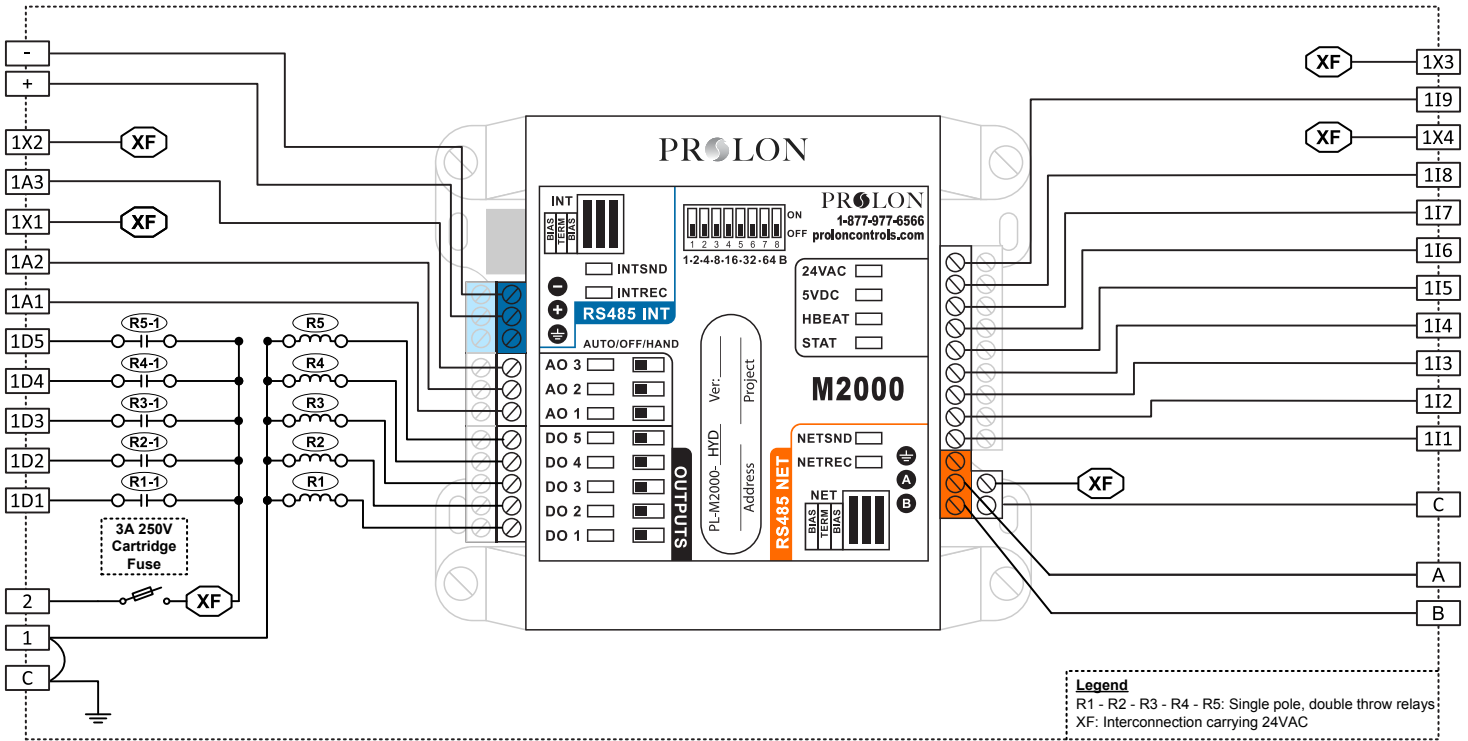 -
+
1X2
XF
1A3
1X1
XF
1A2
1A1
1D5
R5-1
R5
1D4
R4-1
R4
1D3
R3-1
R3
1D2
R2-1
R2
1D1
R1-1
R1
3A 250V
Cartridge
Fuse
2
XF
1
C
PROLON
INT
BIAS
TERM
BIAS
INTSND
INTREC
RS485 INT
AUTO/OFF/HAND
AO 3
AO 2
AO 1
DO 5
DO 4
DO 3
DO 2
DO 1
OUTPUTS
ON
OFF
1 2 3 4 5 6 7 8
1-2-4-8-16-32-64 B
PROLON
1-877-977-6566
proloncontrols.com
24VAC
5VDC
HBEAT
STAT
M2000
PL-M2000-___HYD Ver:______
Address ______ Project ______
NETSND
NETREC
A
B
NET
BIAS
TERM
BIAS
RS485 NET
XF
1X3
1I9
XF
1X4
1I8
1I7
1I6
1I5
1I4
1I3
1I2
1I1
XF
C
A
B
Legend
R1 - R2 - R3 - R4 - R5: Single pole, double throw relays
XF: Interconnection carrying 24VAC